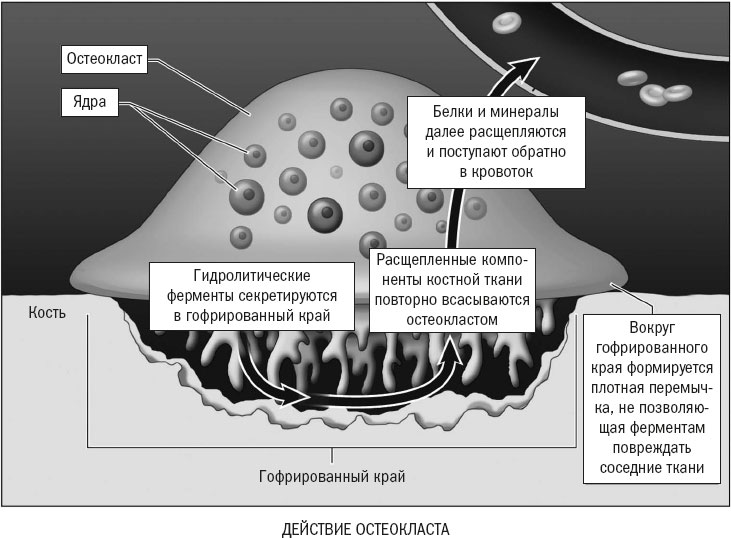 Остеокласт
Ядра
Белки и минералы
далее расщепляются
и поступают обратно
в кровоток
Гидролитические
ферменты секретируются
в гофрированный край
Расщепленные компо-
ненты костной ткани
повторно всасываются
остеокластом
Кость
Вокруг
гофрированного
края формируется
плотная перемыч-
ка, не позволяю-
щая ферментам
повреждать
соседние ткани
Гофрированный край
ДЕЙСТВИЕ ОСТЕОКЛАСТА